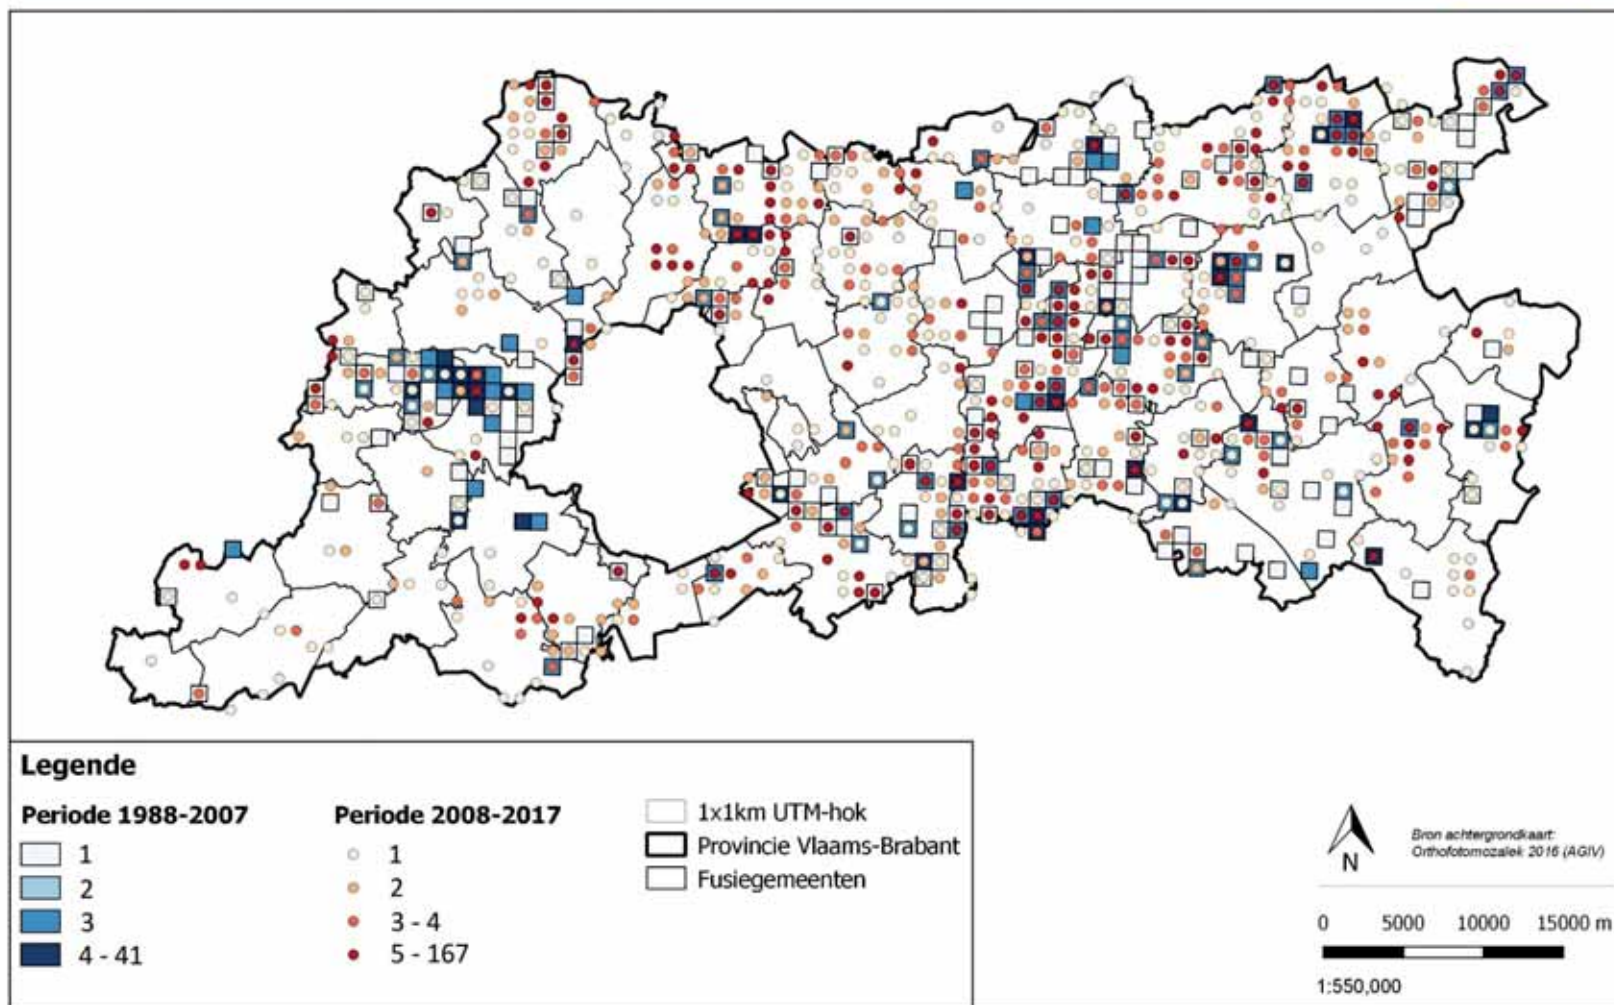 Legende
Periode 1988-2007
1
2
3
4 - 41
Periode 2008-2017
1
2
3 - 4
5 - 167
1x1km UTM-hok
Provincie Vlaams-Brabant
Fusiegemeenten
N
Bron achtergrondkaart:
Orthofotomozaïek 2016 (AGIV)
0 5000 10000 15000 m
1:550,000